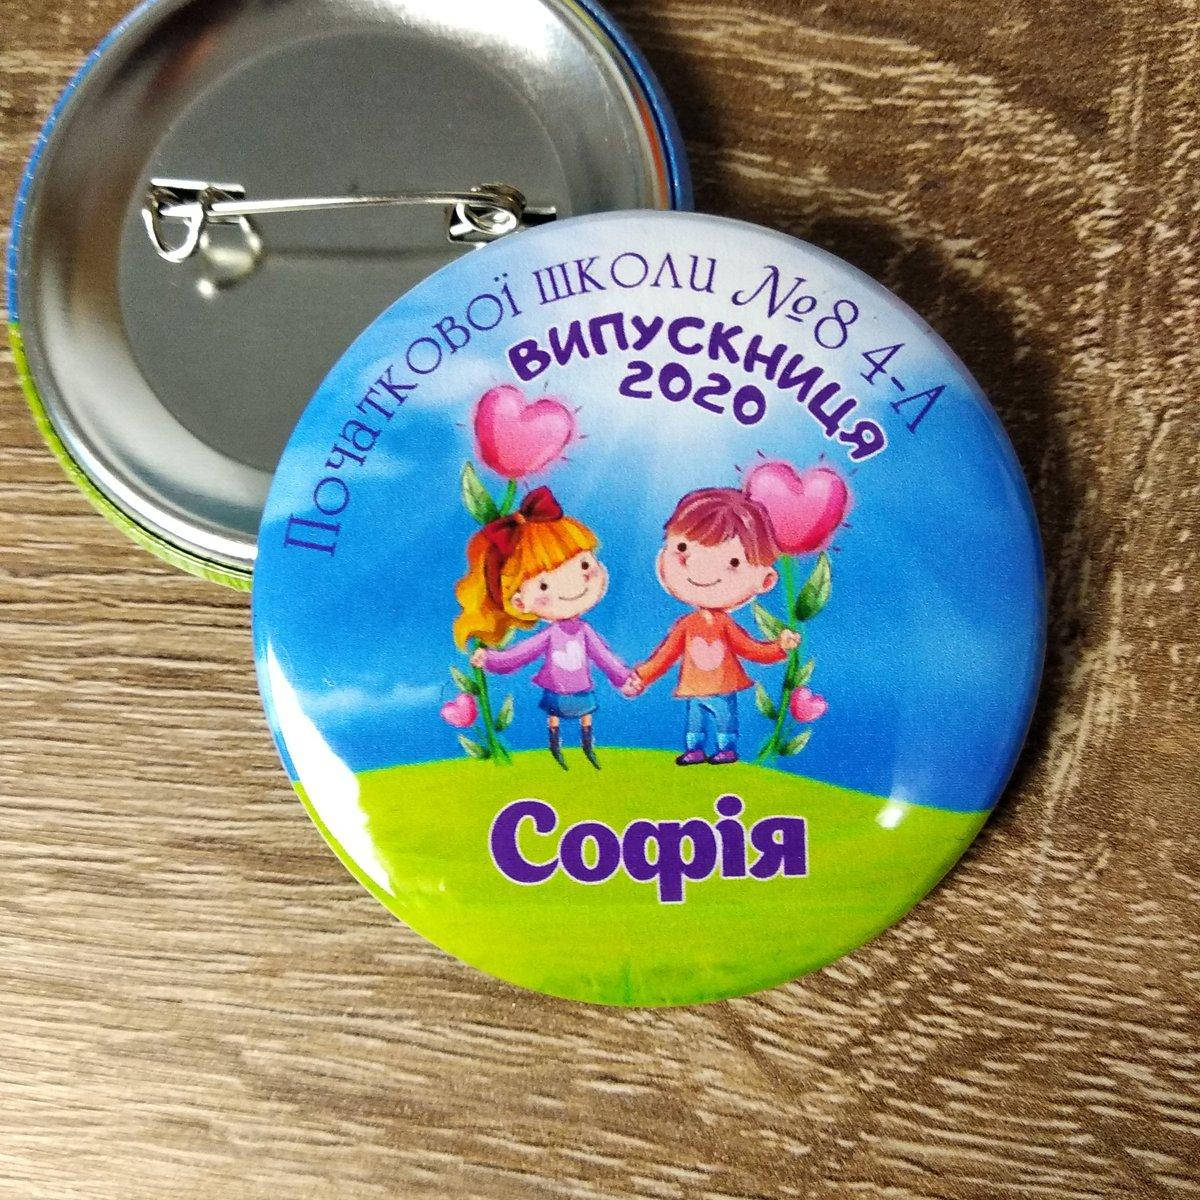 Початкової школи №8 4-Л
ВИПУСКНИЦЯ
2020
Софія